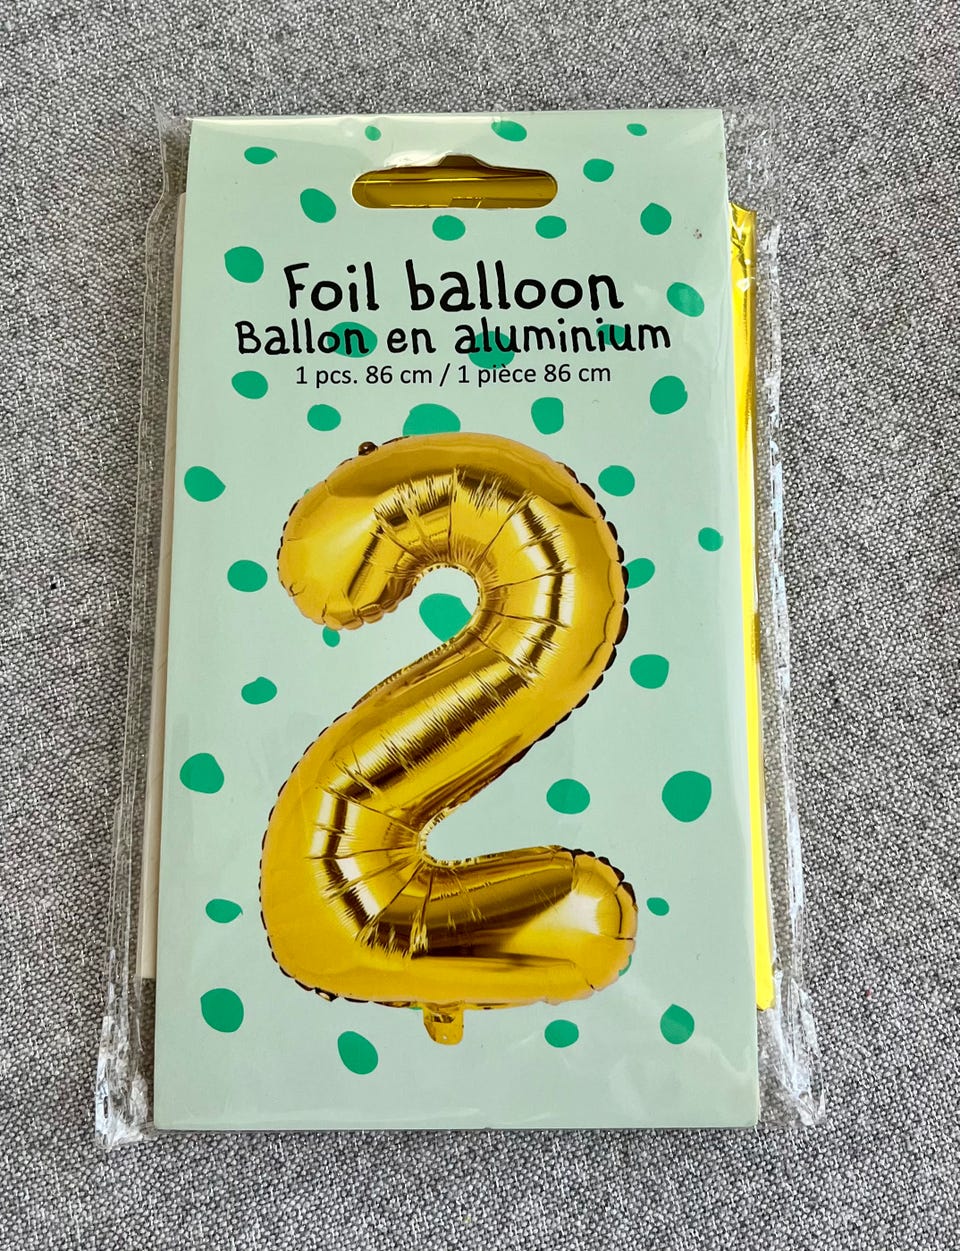 Foil balloon
Ballon en aluminium
1 pcs. 86 cm / 1 pièce 86 cm
2